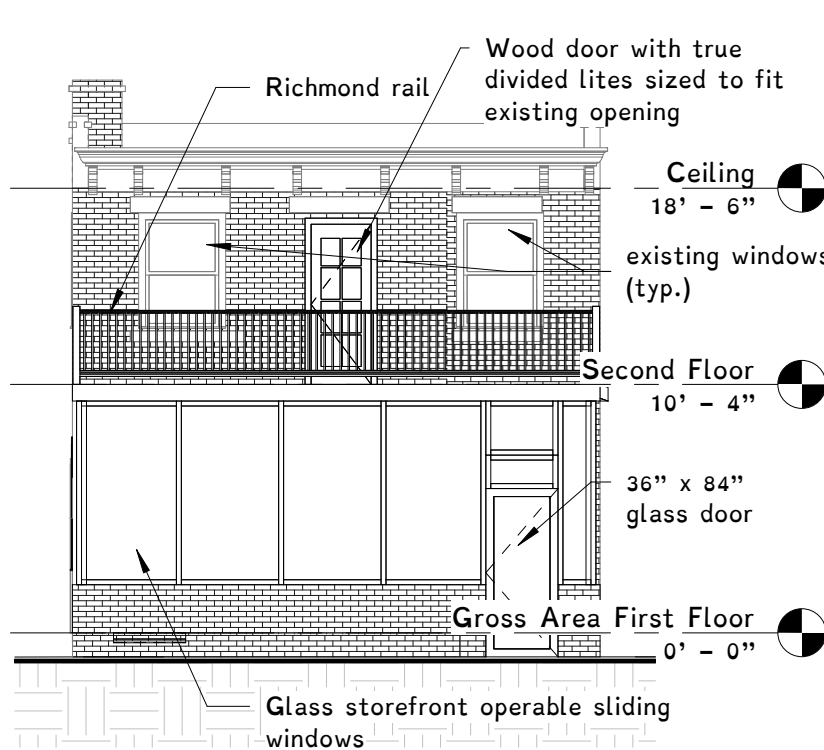 Wood door with true
divided lites sized to fit
existing opening
Richmond rail
Ceiling
18’ – 6”
existing windows
(typ.)
Second Floor
10’ – 4”
36” x 84”
glass door
Gross Area First Floor
0’ – 0”
Glass storefront operable sliding
windows